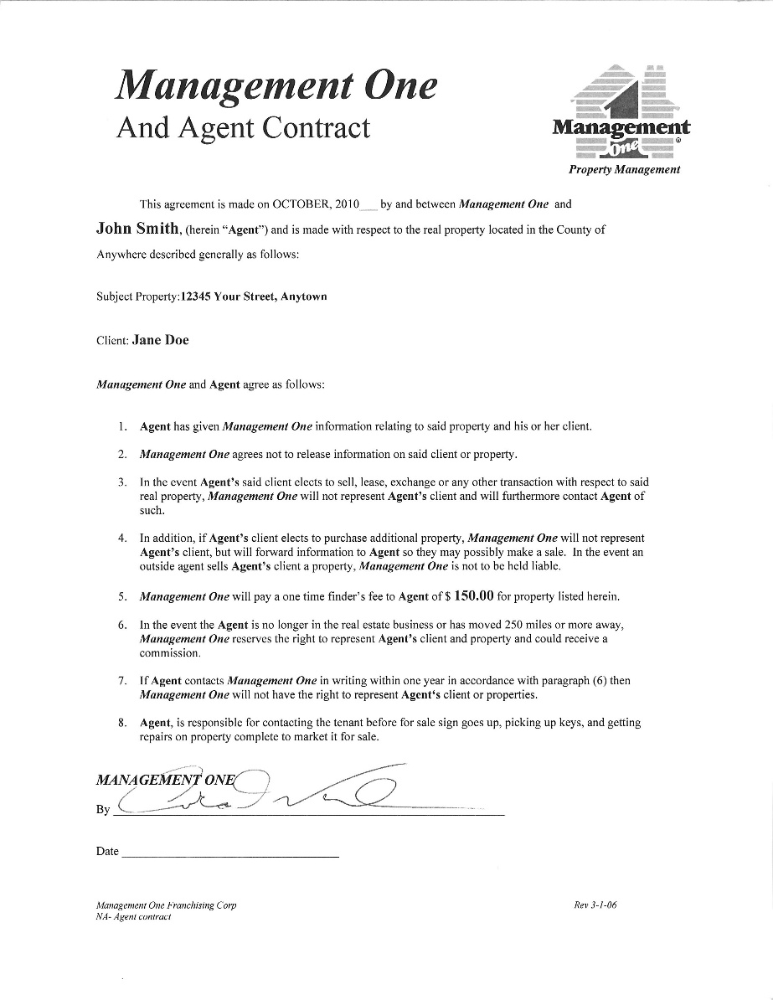 Management One
And Agent Contract
Management
One
®
Property Management
This agreement is made on OCTOBER, 2010___ by and between Management One and
John Smith, (herein “Agent”) and is made with respect to the real property located in the County of
Anywhere described generally as follows:
Subject Property:12345 Your Street, Anytown
Client: Jane Doe
Management One and Agent agree as follows:
1. Agent has given Management One information relating to said property and his or her client.
2. Management One agrees not to release information on said client or property.
3. In the event Agent’s said client elects to sell, lease, exchange or any other transaction with respect to said
real property, Management One will not represent Agent’s client and will furthermore contact Agent of
such.
4. In addition, if Agent’s client elects to purchase additional property, Management One will not represent
Agent’s client, but will forward information to Agent so they may possibly make a sale. In the event an
outside agent sells Agent’s client a property, Management One is not to be held liable.
5. Management One will pay a one time finder’s fee to Agent of $ 150.00 for property listed herein.
6. In the event the Agent is no longer in the real estate business or has moved 250 miles or more away,
Management One reserves the right to represent Agent’s client and property and could receive a
commission.
7. If Agent contacts Management One in writing within one year in accordance with paragraph (6) then
Management One will not have the right to represent Agent‘s client or properties.
8. Agent, is responsible for contacting the tenant before for sale sign goes up, picking up keys, and getting
repairs on property complete to market it for sale.
MANAGEMENT ONE
By
Date
Management One Franchising Corp
NA- Agent contract
Rev 3-1-06